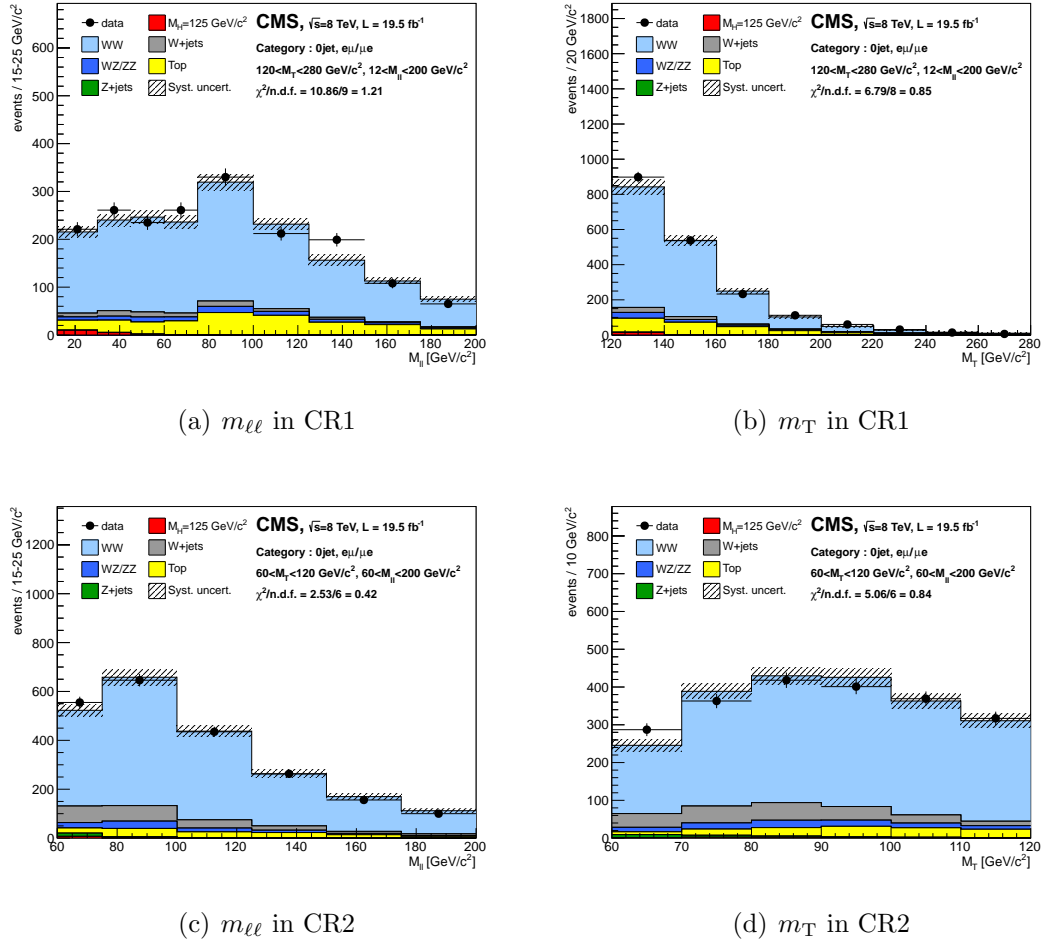 events / 15-25 GeV/c²
600
500
400
300
200
100
0
data
WW
WZ/ZZ
Z+jets
M_H=125 GeV/c²
W+jets
Top
Syst. uncert.
CMS, √s=8 TeV, L = 19.5 fb⁻¹
Category : 0jet, eμ/μe
120<M_T<280 GeV/c², 12<M_ll<200 GeV/c²
χ²/n.d.f. = 10.86/9 = 1.21
20 40 60 80 100 120 140 160 180 200
M_ll [GeV/c²]
(a) m_ℓℓ in CR1
events / 20 GeV/c²
1800
1600
1400
1200
1000
800
600
400
200
0
data
WW
WZ/ZZ
Z+jets
M_H=125 GeV/c²
W+jets
Top
Syst. uncert.
CMS, √s=8 TeV, L = 19.5 fb⁻¹
Category : 0jet, eμ/μe
120<M_T<280 GeV/c², 12<M_ll<200 GeV/c²
χ²/n.d.f. = 6.79/8 = 0.85
120 140 160 180 200 220 240 260 280
M_T [GeV/c²]
(b) m_T in CR1
events / 15-25 GeV/c²
1200
1000
800
600
400
200
0
data
WW
WZ/ZZ
Z+jets
M_H=125 GeV/c²
W+jets
Top
Syst. uncert.
CMS, √s=8 TeV, L = 19.5 fb⁻¹
Category : 0jet, eμ/μe
60<M_T<120 GeV/c², 60<M_ll<200 GeV/c²
χ²/n.d.f. = 2.53/6 = 0.42
60 80 100 120 140 160 180 200
M_ll [GeV/c²]
(c) m_ℓℓ in CR2
events / 10 GeV/c²
800
700
600
500
400
300
200
100
0
data
WW
WZ/ZZ
Z+jets
M_H=125 GeV/c²
W+jets
Top
Syst. uncert.
CMS, √s=8 TeV, L = 19.5 fb⁻¹
Category : 0jet, eμ/μe
60<M_T<120 GeV/c², 60<M_ll<200 GeV/c²
χ²/n.d.f. = 5.06/6 = 0.84
60 70 80 90 100 110 120
M_T [GeV/c²]
(d) m_T in CR2